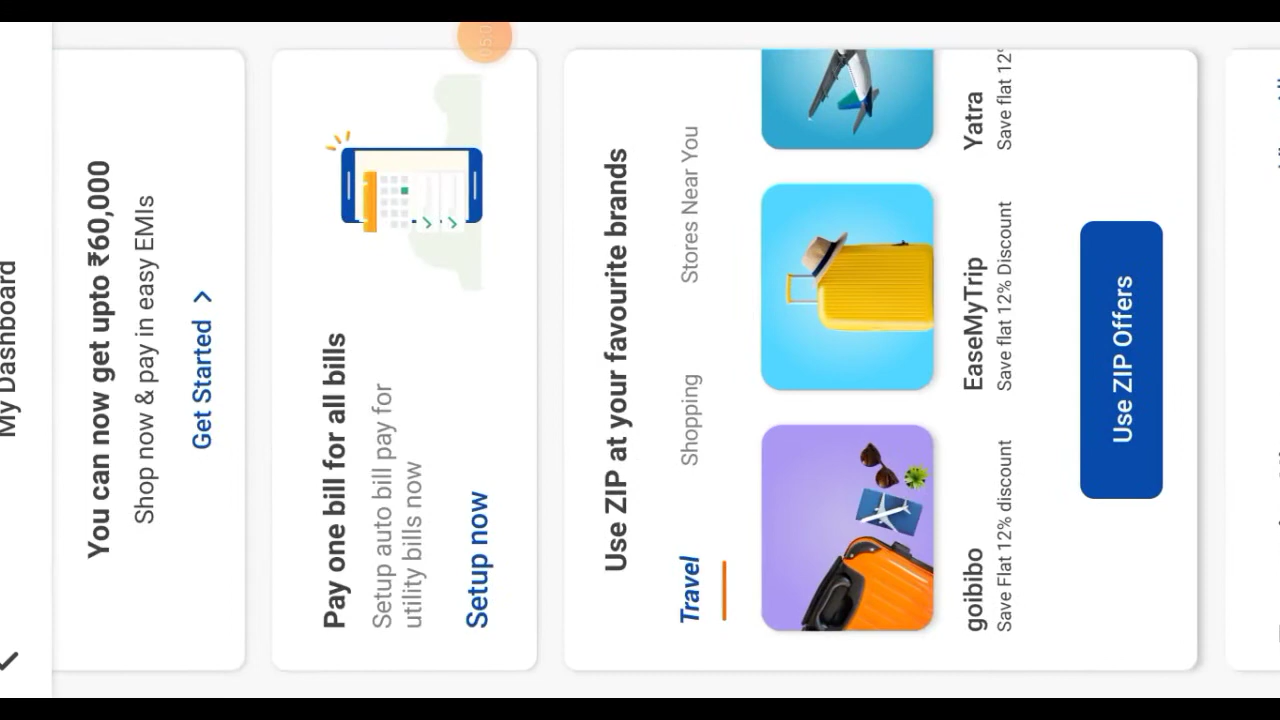 My Dashboard
You can now get upto ₹60,000
Shop now & pay in easy EMIs
Get Started
Pay one bill for all bills
Setup auto bill pay for
utility bills now
Setup now
Use ZIP at your favourite brands
Travel
Shopping
Stores Near You
goibibo
Save Flat 12% discount
EaseMyTrip
Save flat 12% Discount
Yatra
Save flat 12%
Use ZIP Offers